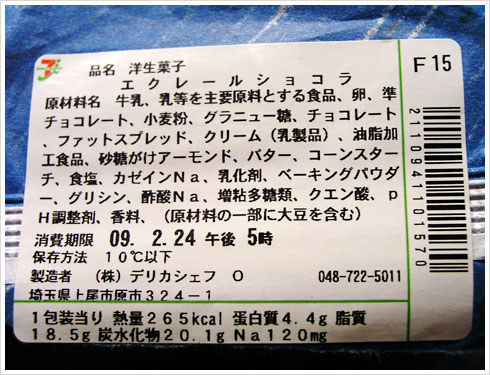 品名 洋生菓子
エクレールショコラ
原材料名 牛乳、乳等を主要原料とする食品、卵、準
チョコレート、小麦粉、グラニュー糖、チョコレート
、ファットスプレッド、クリーム(乳製品)、油脂加
工食品、砂糖がけアーモンド、バター、コーンスター
チ、食塩、カゼインNa、乳化剤、ベーキングパウダ
ー、グリシン、酢酸Na、増粘多糖類、クエン酸、p
H調整剤、香料、(原材料の一部に大豆を含む)
消費期限 09. 2.24 午後 5時
保存方法 10℃以下
製造者 (株)デリカシェフ O 048-722-5011
埼玉県上尾市原市324-1
1包装当り 熱量265kcal 蛋白質4.4g 脂質
18.5g 炭水化物20.1g Na120mg
F15
2110941101570